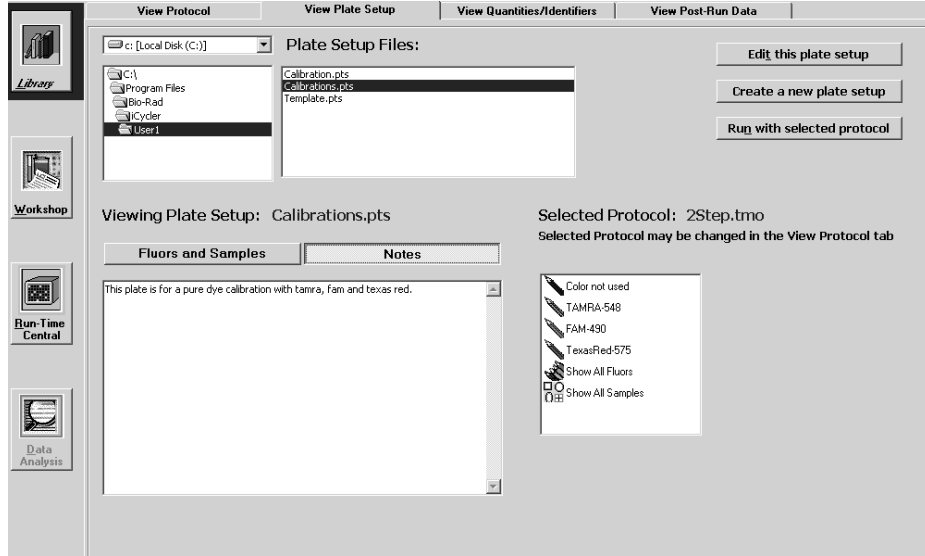 View Protocol
View Plate Setup
View Quantities/Identifiers
View Post-Run Data
Library
Workshop
Run-Time
Central
Data
Analysis
c: [Local Disk (C:)]
C:\
Program Files
Bio-Rad
iCycler
User1
Plate Setup Files:
Calibration.pts
Calibrations.pts
Template.pts
Edit this plate setup
Create a new plate setup
Run with selected protocol
Viewing Plate Setup: Calibrations.pts
Fluors and Samples
Notes
This plate is for a pure dye calibration with tamra, fam and texas red.
Selected Protocol: 2Step.tmo
Selected Protocol may be changed in the View Protocol tab
Color not used
TAMRA-548
FAM-490
TexasRed-575
Show All Fluors
Show All Samples